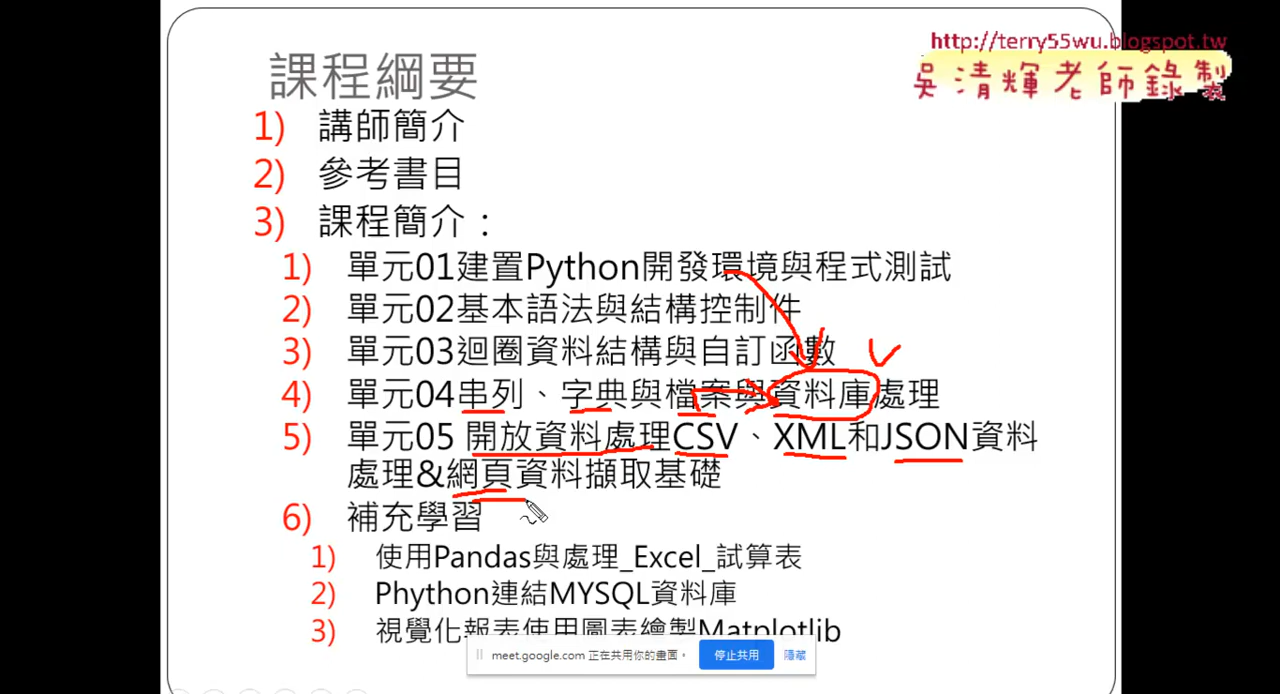 http://terry55wu.blogspot.tw
吳清輝老師錄製
課程綱要
1) 講師簡介
2) 參考書目
3) 課程簡介：
1) 單元01建置Python開發環境與程式測試
2) 單元02基本語法與結構控制件
3) 單元03迴圈資料結構與自訂函數
4) 單元04串列、字典與檔案與資料庫處理
5) 單元05 開放資料處理CSV、XML和JSON資料
處理&網頁資料擷取基礎
6) 補充學習
1) 使用Pandas與處理_Excel_試算表
2) Phython連結MYSQL資料庫
3) 視覺化報表使用圖表繪製Matplotlib
meet.google.com 正在共用你的畫面。 停止共用 隱藏